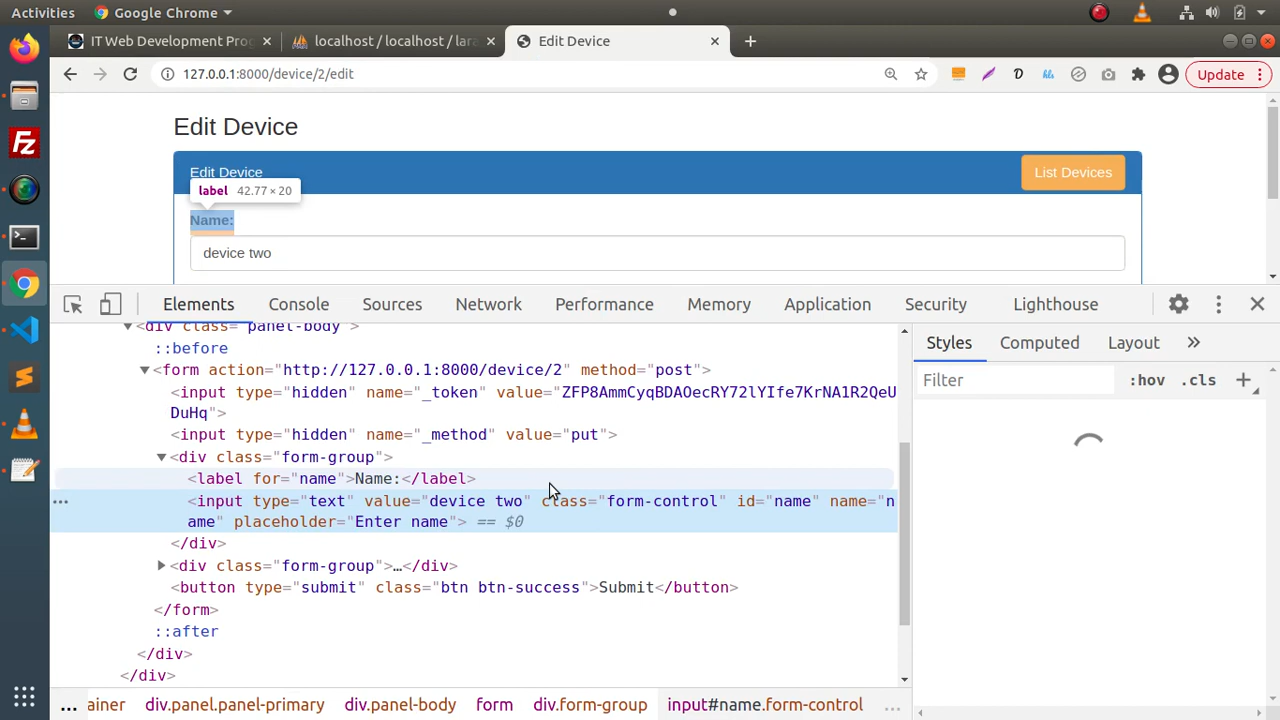 Activities Google Chrome
IT Web Development Prog localhost / localhost / lara Edit Device
127.0.0.1:8000/device/2/edit Update
Edit Device
Edit Device List Devices
label 42.77 × 20
Name:
device two
Elements Console Sources Network Performance Memory Application Security Lighthouse
<div class="panel-body">
::before
<form action="http://127.0.0.1:8000/device/2" method="post">
<input type="hidden" name="_token" value="ZFP8AmmCyqBDAOecRY72lYIfe7KrNA1R2QeU
DuHq">
<input type="hidden" name="_method" value="put">
<div class="form-group">
<label for="name">Name:</label>
<input type="text" value="device two" class="form-control" id="name" name="n
ame" placeholder="Enter name"> == $0
</div>
<div class="form-group">…</div>
<button type="submit" class="btn btn-success">Submit</button>
</form>
::after
</div>
</div>
Styles Computed Layout »
Filter :hov .cls +
... ainer div.panel.panel-primary div.panel-body form div.form-group input#name.form-control ...